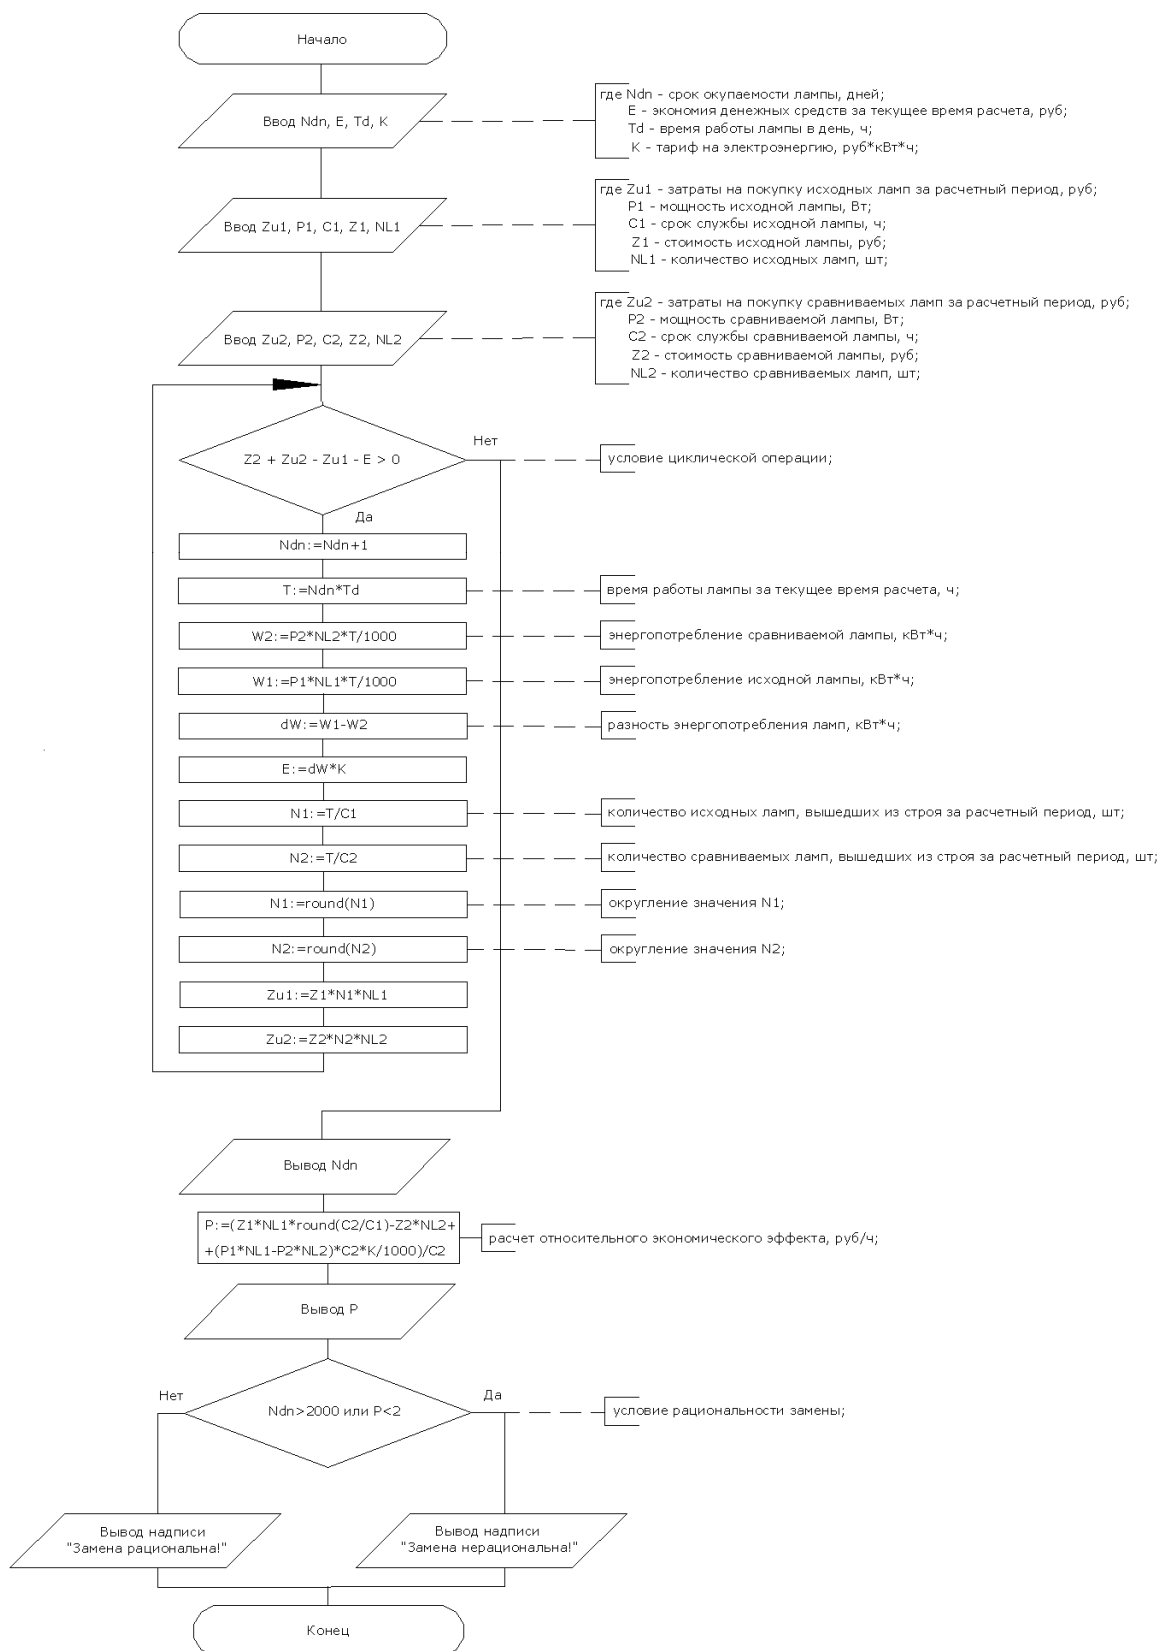 Начало
Ввод Ndn, E, Td, K
где Ndn - срок окупаемости лампы, дней;
E - экономия денежных средств за текущее время расчета, руб;
Td - время работы лампы в день, ч;
K - тариф на электроэнергию, руб*кВт*ч;
Ввод Zu1, P1, C1, Z1, NL1
где Zu1 - затраты на покупку исходных ламп за расчетный период, руб;
P1 - мощность исходной лампы, Вт;
C1 - срок службы исходной лампы, ч;
Z1 - стоимость исходной лампы, руб;
NL1 - количество исходных ламп, шт;
Ввод Zu2, P2, C2, Z2, NL2
где Zu2 - затраты на покупку сравниваемых ламп за расчетный период, руб;
P2 - мощность сравниваемой лампы, Вт;
C2 - срок службы сравниваемой лампы, ч;
Z2 - стоимость сравниваемой лампы, руб;
NL2 - количество сравниваемых ламп, шт;
Z2 + Zu2 - Zu1 - E > 0
Нет
условие циклической операции;
Да
Ndn:=Ndn+1
T:=Ndn*Td
время работы лампы за текущее время расчета, ч;
W2:=P2*NL2*T/1000
энергопотребление сравниваемой лампы, кВт*ч;
W1:=P1*NL1*T/1000
энергопотребление исходной лампы, кВт*ч;
dW:=W1-W2
разность энергопотребления ламп, кВт*ч;
E:=dW*K
N1:=T/C1
количество исходных ламп, вышедших из строя за расчетный период, шт;
N2:=T/C2
количество сравниваемых ламп, вышедших из строя за расчетный период, шт;
N1:=round(N1)
округление значения N1;
N2:=round(N2)
округление значения N2;
Zu1:=Z1*N1*NL1
Zu2:=Z2*N2*NL2
Вывод Ndn
P:=(Z1*NL1*round(C2/C1)-Z2*NL2+
+(P1*NL1-P2*NL2)*C2*K/1000)/C2
расчет относительного экономического эффекта, руб/ч;
Вывод P
Нет
Да
Ndn>2000 или P<2
условие рациональности замены;
Вывод надписи
"Замена рациональна!"
Вывод надписи
"Замена нерациональна!"
Конец